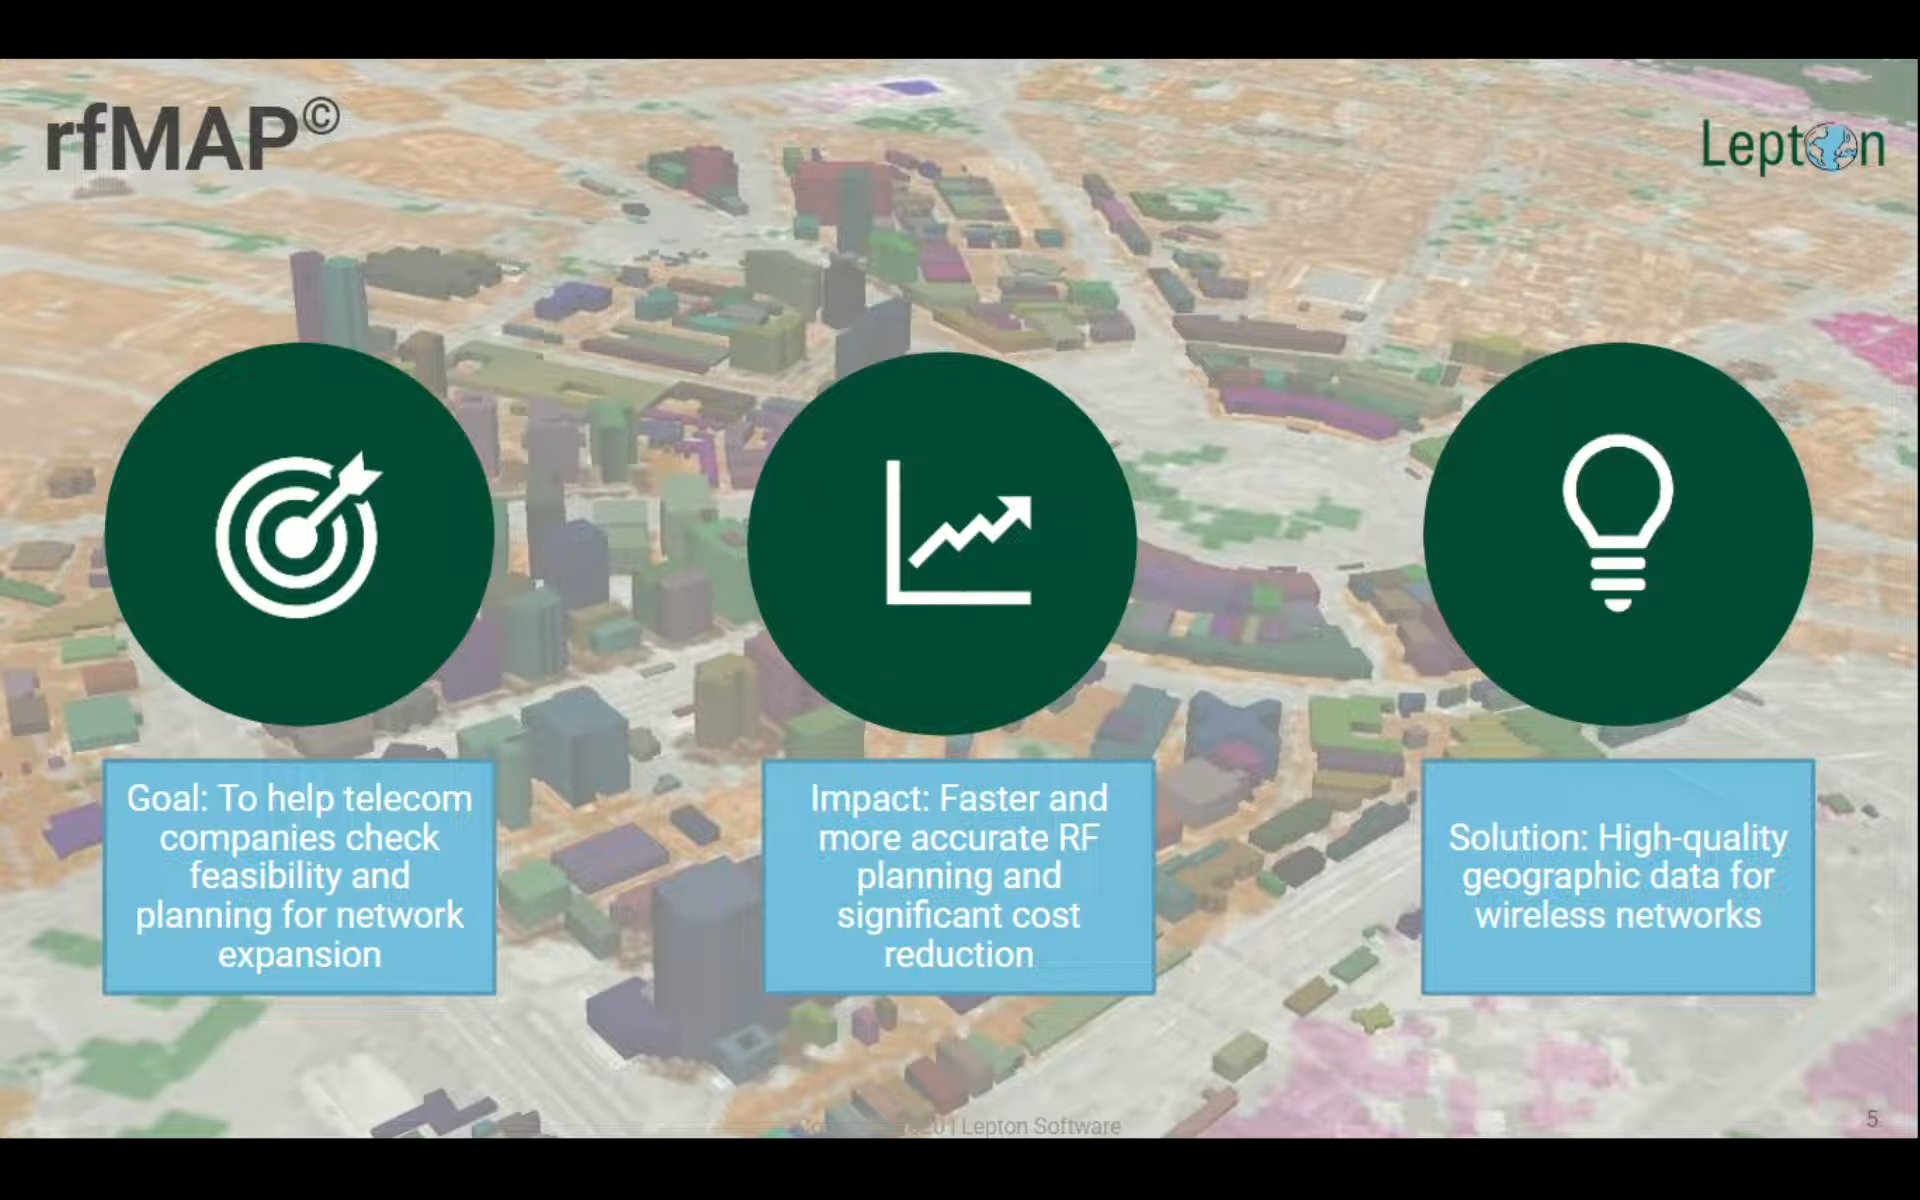 rfMAP©
Lepton
Goal: To help telecom
companies check
feasibility and
planning for network
expansion
Impact: Faster and
more accurate RF
planning and
significant cost
reduction
Solution: High-quality
geographic data for
wireless networks
| Lepton Software
5